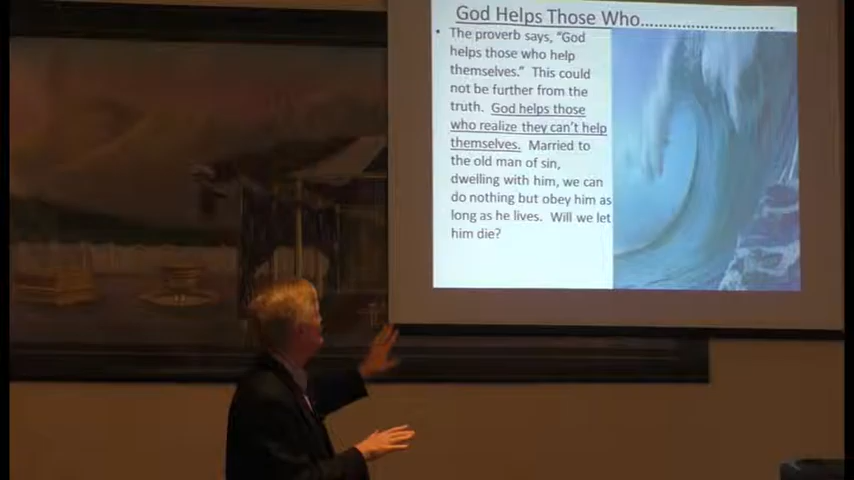 God Helps Those Who................................
• The proverb says, “God
helps those who help
themselves.” This could
not be further from the
truth. God helps those
who realize they can’t help
themselves. Married to
the old man of sin,
dwelling with him, we can
do nothing but obey him as
long as he lives. Will we let
him die?